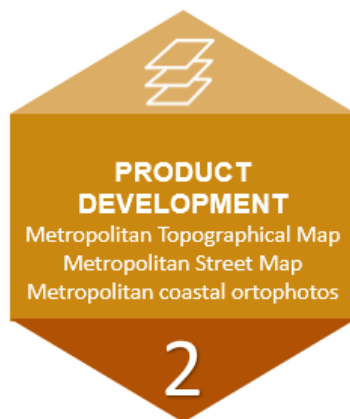 PRODUCT
DEVELOPMENT
Metropolitan Topographical Map
Metropolitan Street Map
Metropolitan coastal ortophotos
2